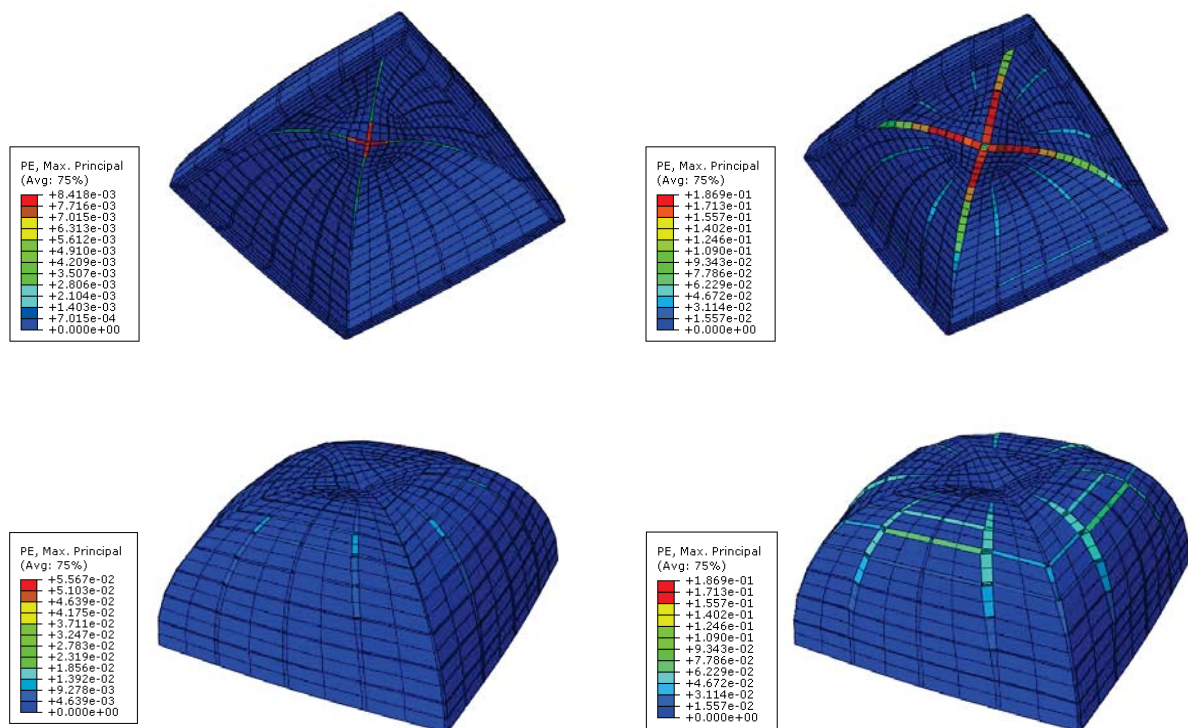 PE, Max. Principal
(Avg: 75%)
+8.418e-03
+7.716e-03
+7.015e-03
+6.313e-03
+5.612e-03
+4.910e-03
+4.209e-03
+3.507e-03
+2.806e-03
+2.104e-03
+1.403e-03
+7.015e-04
+0.000e+00
PE, Max. Principal
(Avg: 75%)
+1.869e-01
+1.713e-01
+1.557e-01
+1.402e-01
+1.246e-01
+1.090e-01
+9.343e-02
+7.786e-02
+6.229e-02
+4.672e-02
+3.114e-02
+1.557e-02
+0.000e+00
PE, Max. Principal
(Avg: 75%)
+5.567e-02
+5.103e-02
+4.639e-02
+4.175e-02
+3.711e-02
+3.247e-02
+2.783e-02
+2.319e-02
+1.856e-02
+1.392e-02
+9.278e-03
+4.639e-03
+0.000e+00
PE, Max. Principal
(Avg: 75%)
+1.869e-01
+1.713e-01
+1.557e-01
+1.402e-01
+1.246e-01
+1.090e-01
+9.343e-02
+7.786e-02
+6.229e-02
+4.672e-02
+3.114e-02
+1.557e-02
+0.000e+00